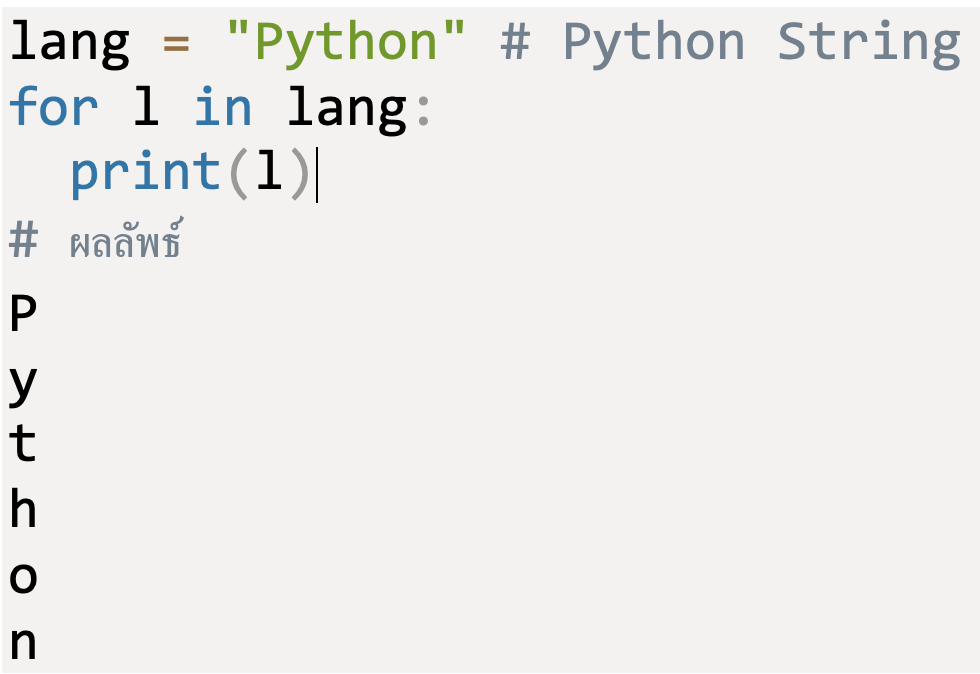 lang = "Python" # Python String
for l in lang:
  print(l)
# ผลลัพธ์
P
y
t
h
o
n